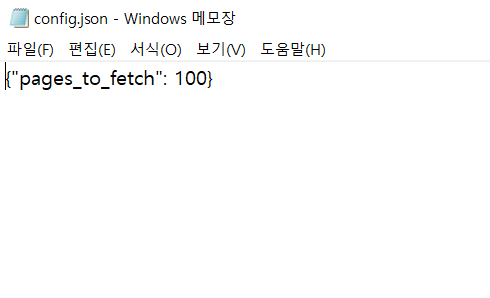 config.json - Windows 메모장
파일(F) 편집(E) 서식(O) 보기(V) 도움말(H)
{"pages_to_fetch": 100}